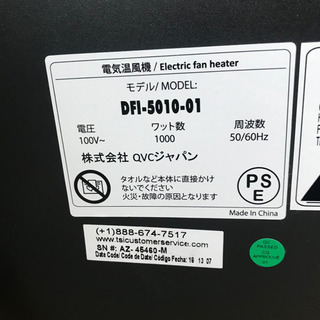 電気温風機 / Electric fan heater
モデル/ MODEL:
DFI-5010-01
電圧 ワット数 周波数
100V~ 1000 50/60Hz
株式会社 QVCジャパン
タオルなど本体に直接かけ
ないでください
火災・故障の原因となります。
PS
E
Made In China
(+1)888-674-7517
www.tsicustomerservice.com
SN #: AZ- 45460 -M
Date Code/ Code de Date/ Código Fecha: 16 13 07